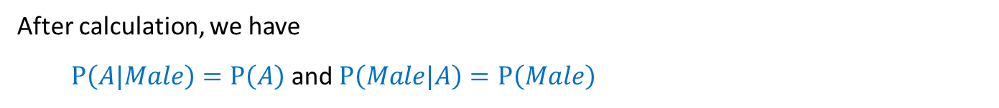 After calculation, we have
P(A|Male) = P(A) and P(Male|A) = P(Male)